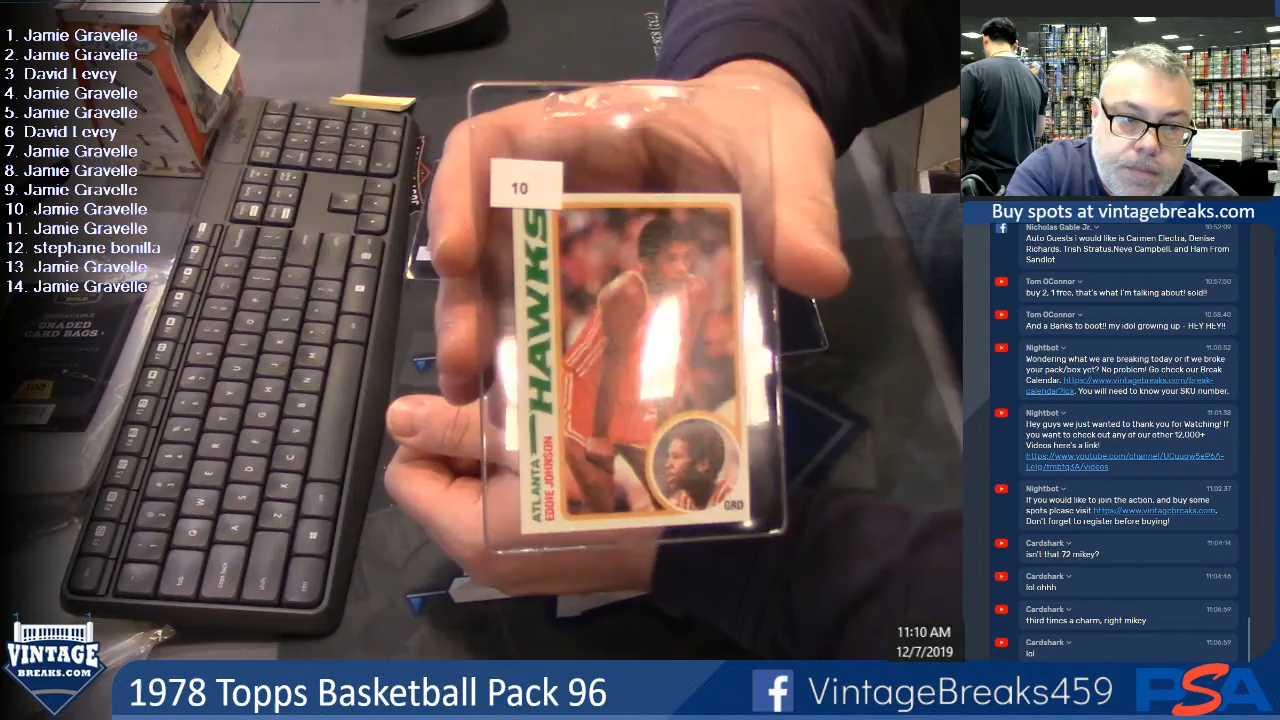 1. Jamie Gravelle
2. Jamie Gravelle
3 David Levey
4. Jamie Gravelle
5. Jamie Gravelle
6 David Levey
7. Jamie Gravelle
8. Jamie Gravelle
9. Jamie Gravelle
10. Jamie Gravelle
11. Jamie Gravelle
12. stephane bonilla
13. Jamie Gravelle
14. Jamie Gravelle
GRADED
CARD BAGS
100
10
HAWKS
ATLANTA
EDDIE JOHNSON
GRD
Buy spots at vintagebreaks.com
Nicholas Gable Jr. 10:52:09
Auto Guests i would like is Carmen Electra, Denise
Richards, Trish Stratus,Neve Campbell, and Ham From
Sandlot
Tom OConnor 10:57:50
buy 2, 1 free, that's what I'm talking about! sold!!
Tom OConnor 10:58:40
And a Banks to boot!! my idol growing up - HEY HEY!!
Nightbot 11:00:52
Wondering what we are breaking today or if we broke
your pack/box yet? No problem! Go check our Break
Calendar. https://www.vintagebreaks.com/break-
You will need to know your SKU number.
Nightbot 11:01:38
Hey guys we just wanted to thank you for Watching! If
you want to check out any of our other 12,000+
Videos here's a link!
Nightbot 11:02:37
If you would like to join the action, and buy some
spots please visit https://www.vintagebreaks.com.
Don't forget to register before buying!
Cardshark 11:04:14
isn't that 72 mikey?
Cardshark 11:04:46
lol ohhh
Cardshark 11:06:59
third times a charm, right mikey
Cardshark 11:06:59
lol
11:10 AM
12/7/2019
VINTAGE
BREAKS.COM
1978 Topps Basketball Pack 96
f VintageBreaks459
PSA